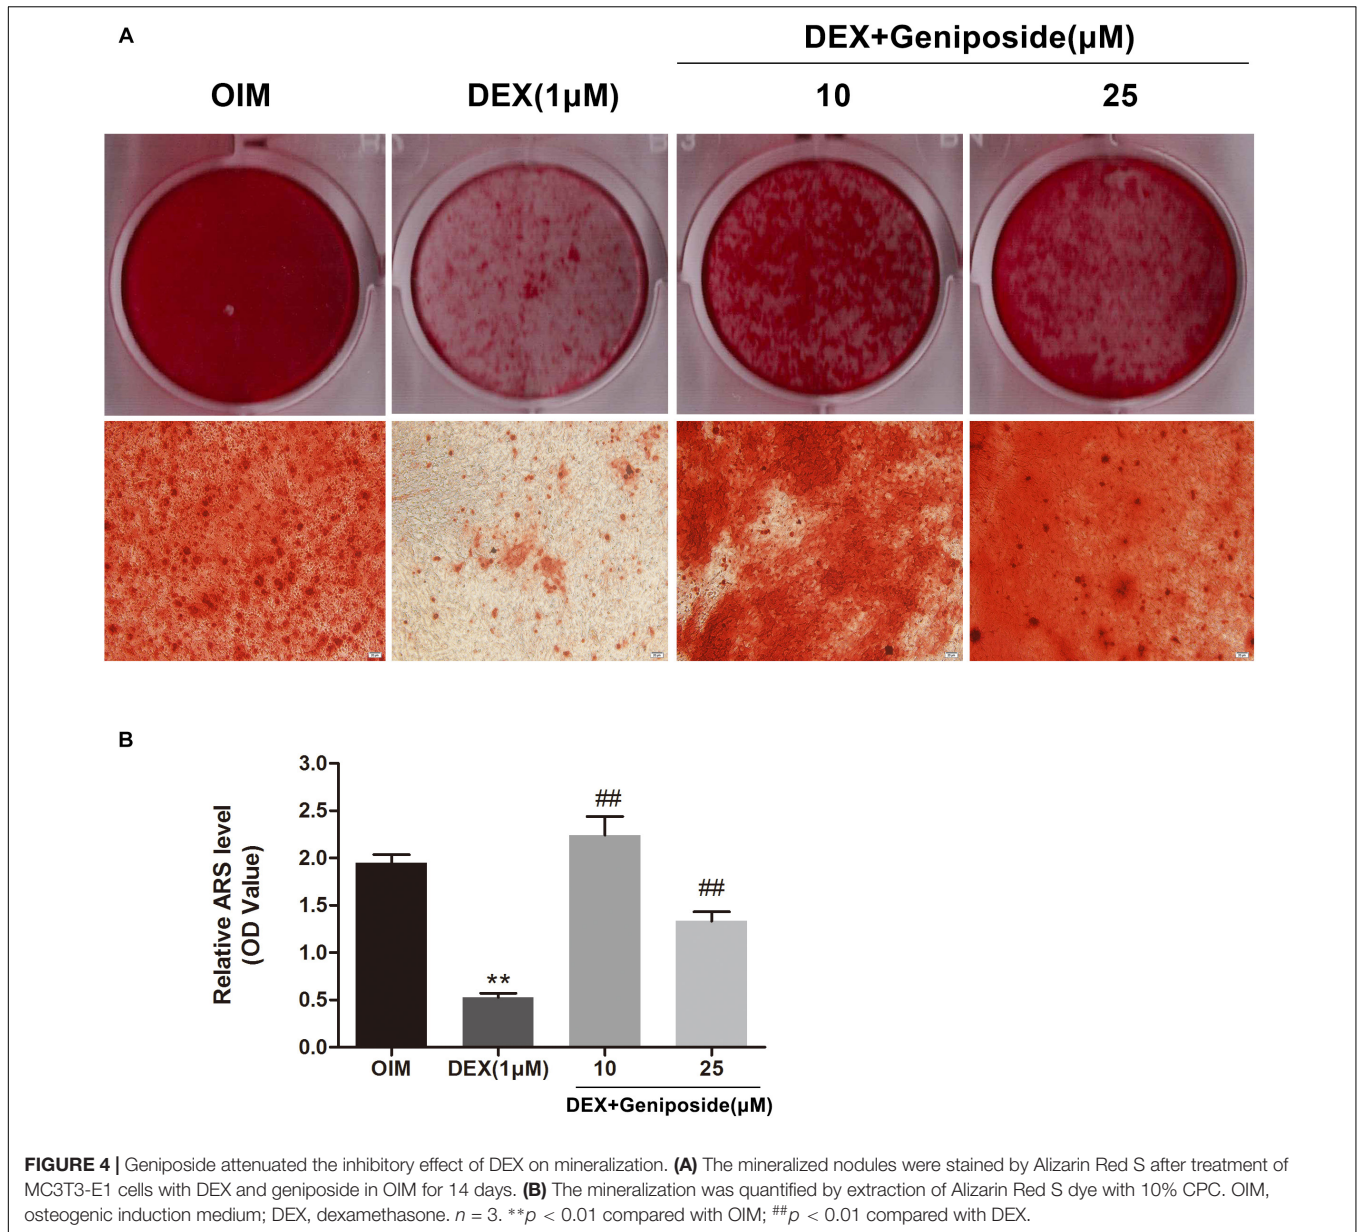 A
DEX+Geniposide(µM)
OIM
DEX(1µM)
10
25
B
Relative ARS level
(OD Value)
3.0
2.5
2.0
1.5
1.0
0.5
0.0
**
##
##
OIM
DEX(1µM)
10
25
DEX+Geniposide(µM)
FIGURE 4 | Geniposide attenuated the inhibitory effect of DEX on mineralization. (A) The mineralized nodules were stained by Alizarin Red S after treatment of
MC3T3-E1 cells with DEX and geniposide in OIM for 14 days. (B) The mineralization was quantified by extraction of Alizarin Red S dye with 10% CPC. OIM,
osteogenic induction medium; DEX, dexamethasone. n = 3. **p < 0.01 compared with OIM; ##p < 0.01 compared with DEX.